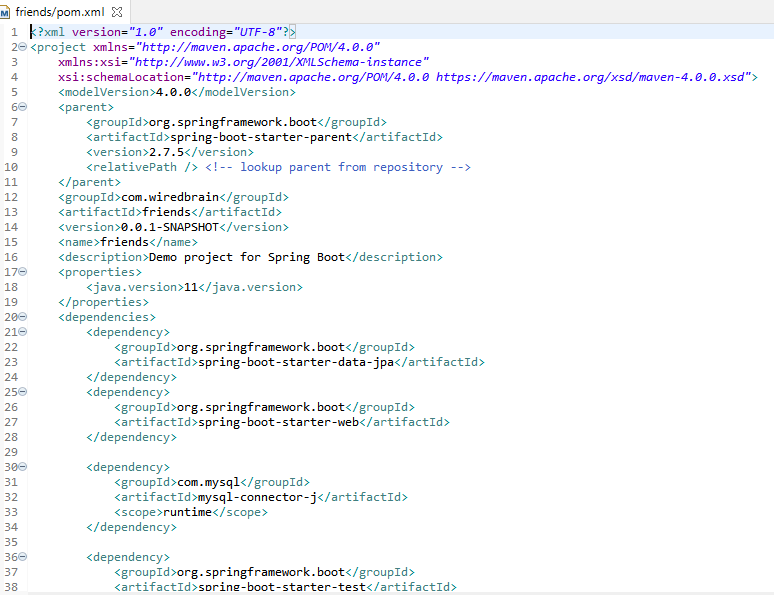 friends/pom.xml
1 <?xml version="1.0" encoding="UTF-8"?>
2 <project xmlns="http://maven.apache.org/POM/4.0.0"
3 xmlns:xsi="http://www.w3.org/2001/XMLSchema-instance"
4 xsi:schemaLocation="http://maven.apache.org/POM/4.0.0 https://maven.apache.org/xsd/maven-4.0.0.xsd">
5 <modelVersion>4.0.0</modelVersion>
6 <parent>
7 <groupId>org.springframework.boot</groupId>
8 <artifactId>spring-boot-starter-parent</artifactId>
9 <version>2.7.5</version>
10 <relativePath /> <!-- lookup parent from repository -->
11 </parent>
12 <groupId>com.wiredbrain</groupId>
13 <artifactId>friends</artifactId>
14 <version>0.0.1-SNAPSHOT</version>
15 <name>friends</name>
16 <description>Demo project for Spring Boot</description>
17 <properties>
18 <java.version>11</java.version>
19 </properties>
20 <dependencies>
21 <dependency>
22 <groupId>org.springframework.boot</groupId>
23 <artifactId>spring-boot-starter-data-jpa</artifactId>
24 </dependency>
25 <dependency>
26 <groupId>org.springframework.boot</groupId>
27 <artifactId>spring-boot-starter-web</artifactId>
28 </dependency>
29
30 <dependency>
31 <groupId>com.mysql</groupId>
32 <artifactId>mysql-connector-j</artifactId>
33 <scope>runtime</scope>
34 </dependency>
35
36 <dependency>
37 <groupId>org.springframework.boot</groupId>
38 <artifactId>spring-boot-starter-test</artifactId>